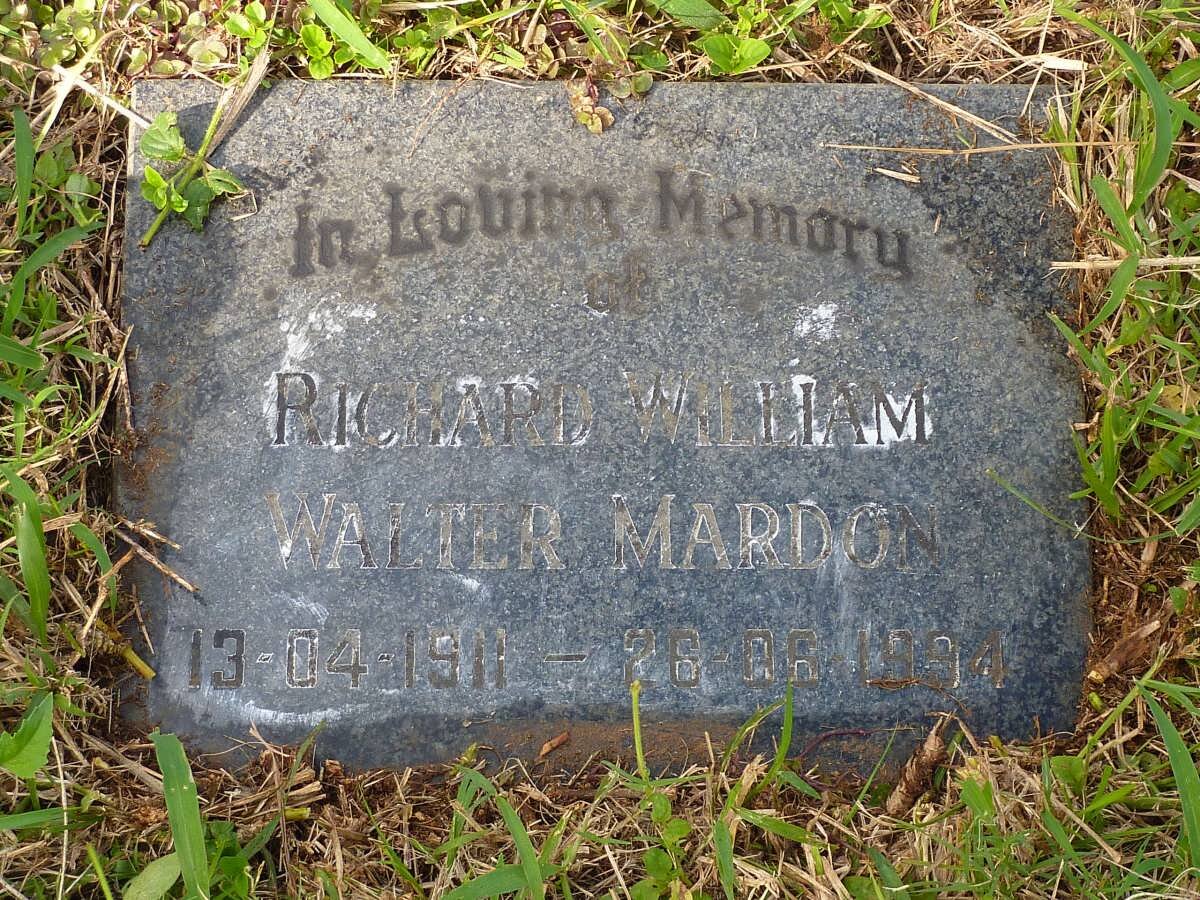 In Loving Memory
of
RICHARD WILLIAM
WALTER MARDON
13-04-1911 — 26-06-1994